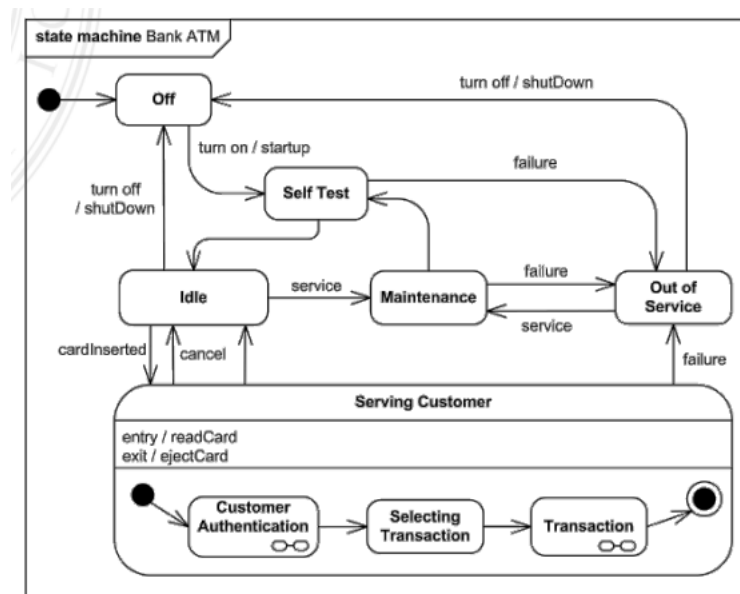 state machine Bank ATM
turn off / shutDown
Off
turn on / startup
failure
Self Test
turn off
/ shutDown
Idle
service
Maintenance
failure
service
Out of
Service
cardInserted
cancel
failure
Serving Customer
entry / readCard
exit / ejectCard
Customer
Authentication
Selecting
Transaction
Transaction